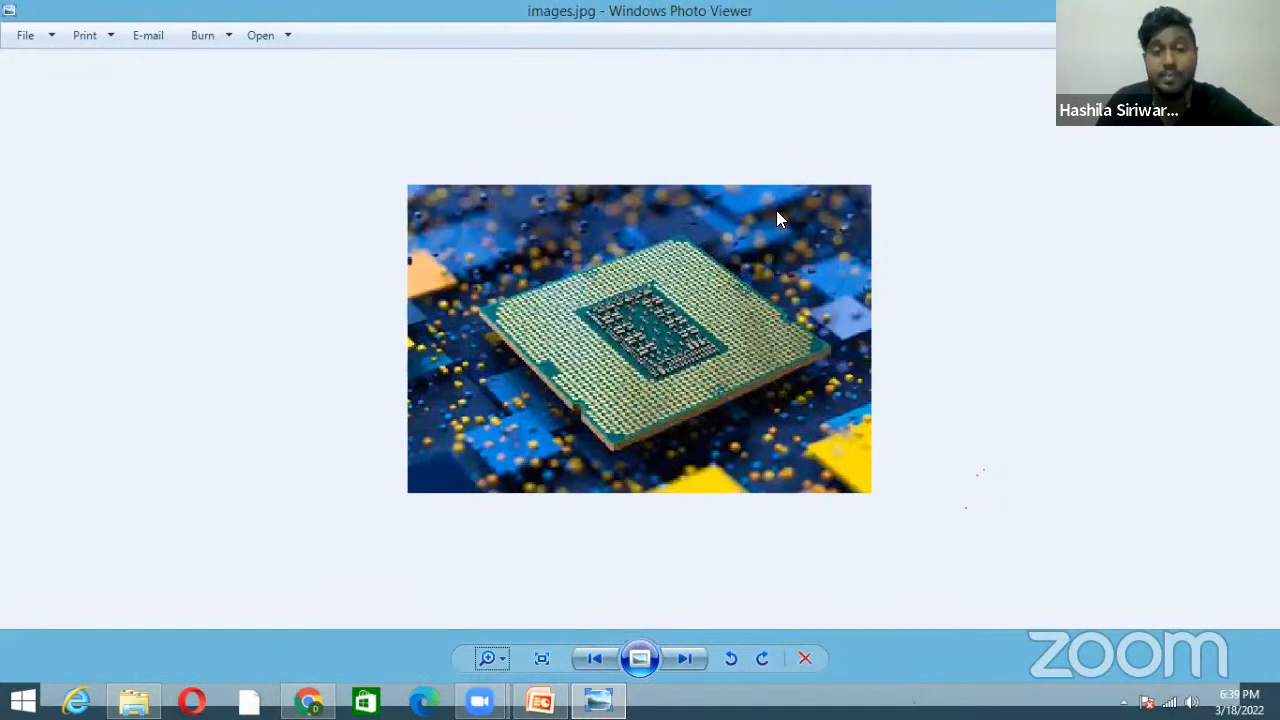 images.jpg - Windows Photo Viewer
File Print E-mail Burn Open
Hashila Siriwar...
zoom
6:39 PM
3/18/2022